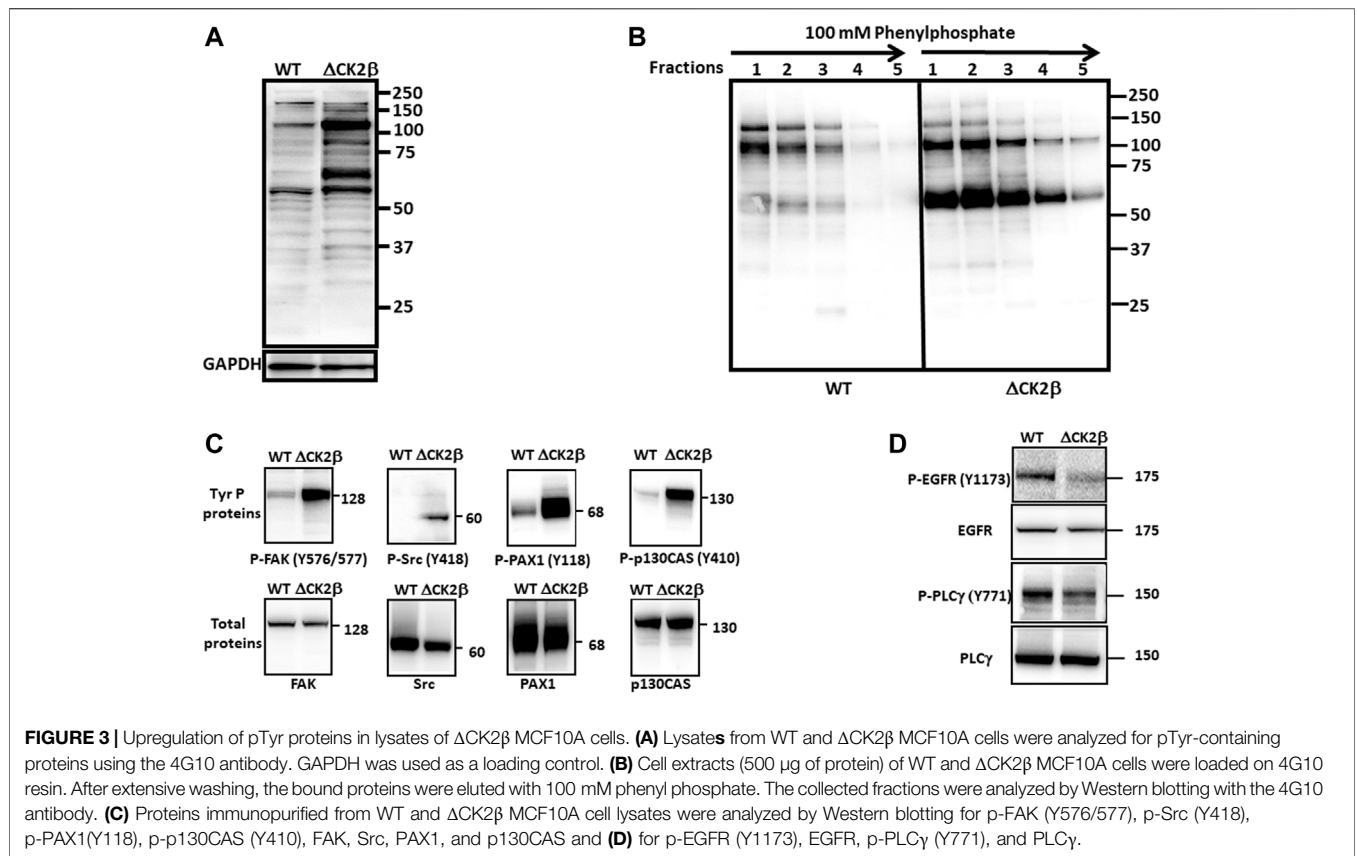 A
WT ΔCK2β
250
150
100
75
50
37
25
GAPDH
B
100 mM Phenylphosphate
Fractions 1 2 3 4 5 1 2 3 4 5
250
150
100
75
50
37
25
WT ΔCK2β
C
WT ΔCK2β WT ΔCK2β WT ΔCK2β WT ΔCK2β
Tyr P
proteins
128 60 68 130
P-FAK (Y576/577) P-Src (Y418) P-PAX1 (Y118) P-p130CAS (Y410)
WT ΔCK2β WT ΔCK2β WT ΔCK2β WT ΔCK2β
Total
proteins
128 60 68 130
FAK Src PAX1 p130CAS
D
WT ΔCK2β
P-EGFR (Y1173) 175
EGFR 175
P-PLCγ (Y771) 150
PLCγ 150
FIGURE 3 | Upregulation of pTyr proteins in lysates of ΔCK2β MCF10A cells. (A) Lysates from WT and ΔCK2β MCF10A cells were analyzed for pTyr-containing
proteins using the 4G10 antibody. GAPDH was used as a loading control. (B) Cell extracts (500 μg of protein) of WT and ΔCK2β MCF10A cells were loaded on 4G10
resin. After extensive washing, the bound proteins were eluted with 100 mM phenyl phosphate. The collected fractions were analyzed by Western blotting with the 4G10
antibody. (C) Proteins immunopurified from WT and ΔCK2β MCF10A cell lysates were analyzed by Western blotting for p-FAK (Y576/577), p-Src (Y418),
p-PAX1(Y118), p-p130CAS (Y410), FAK, Src, PAX1, and p130CAS and (D) for p-EGFR (Y1173), EGFR, p-PLCγ (Y771), and PLCγ.